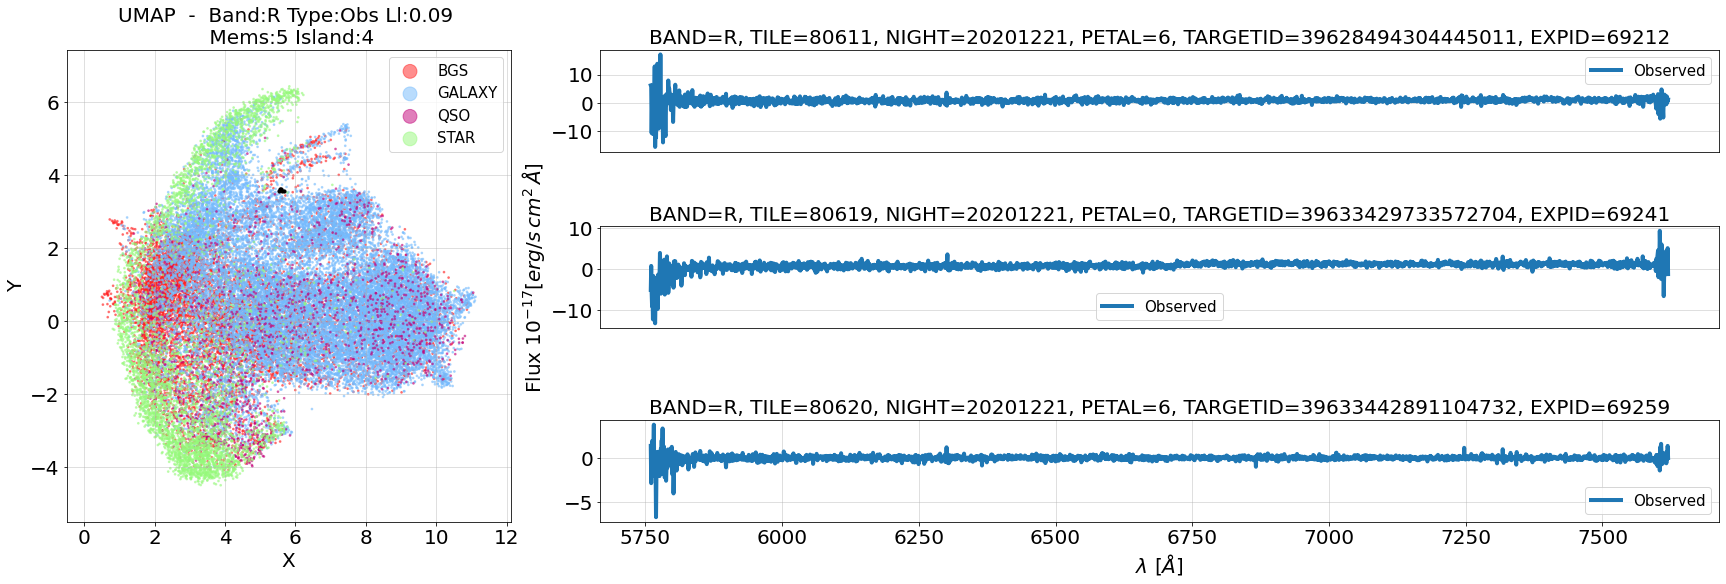 UMAP  -  Band:R Type:Obs Ll:0.09
Mems:5 Island:4
BGS
GALAXY
QSO
STAR
6
4
2
0
−2
−4
Y
0 2 4 6 8 10 12
X
Flux 10^{-17}[erg/s cm^2 Å]
BAND=R, TILE=80611, NIGHT=20201221, PETAL=6, TARGETID=39628494304445011, EXPID=69212
10
0
−10
Observed
BAND=R, TILE=80619, NIGHT=20201221, PETAL=0, TARGETID=39633429733572704, EXPID=69241
10
0
−10
Observed
BAND=R, TILE=80620, NIGHT=20201221, PETAL=6, TARGETID=39633442891104732, EXPID=69259
0
−5
Observed
5750 6000 6250 6500 6750 7000 7250 7500
λ [Å]